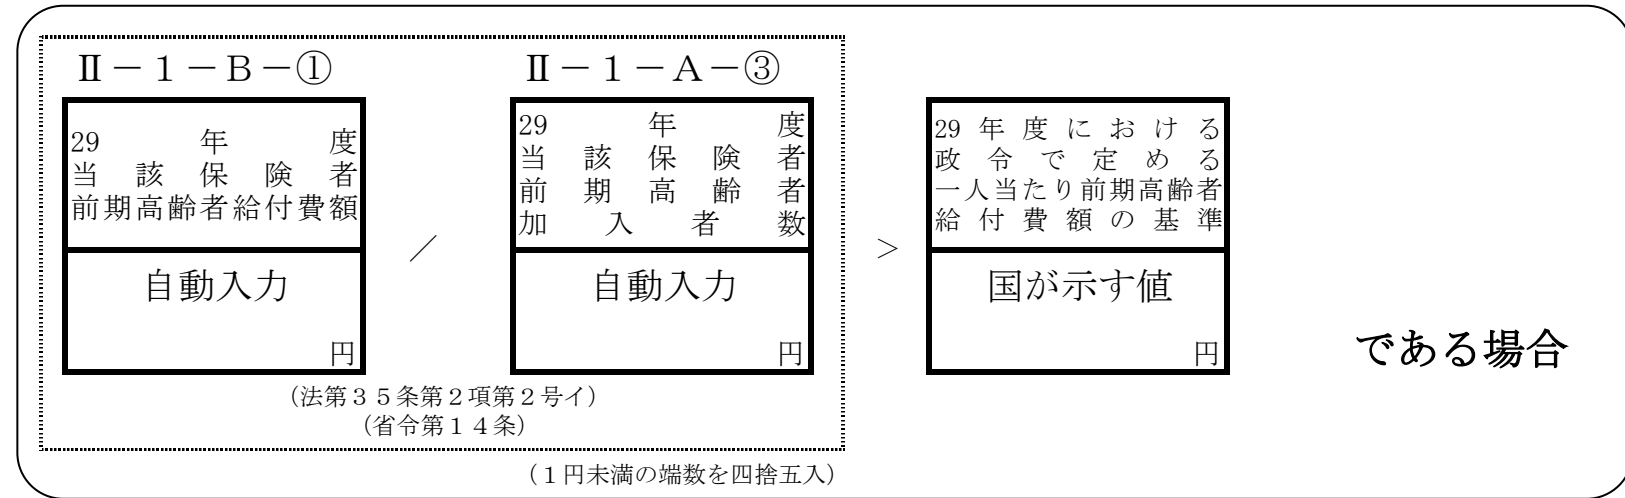 Ⅱ－１－Ｂ－①
Ⅱ－１－Ａ－③
29年度
当該保険者
前期高齢者給付費額
自動入力
円
／
29年度
当該保険者
前期高齢者
加入者数
自動入力
円
＞
29年度における
政令で定める
一人当たり前期高齢者
給付費額の基準
国が示す値
円
である場合
（法第３５条第２項第２号イ）
（省令第１４条）
（１円未満の端数を四捨五入）